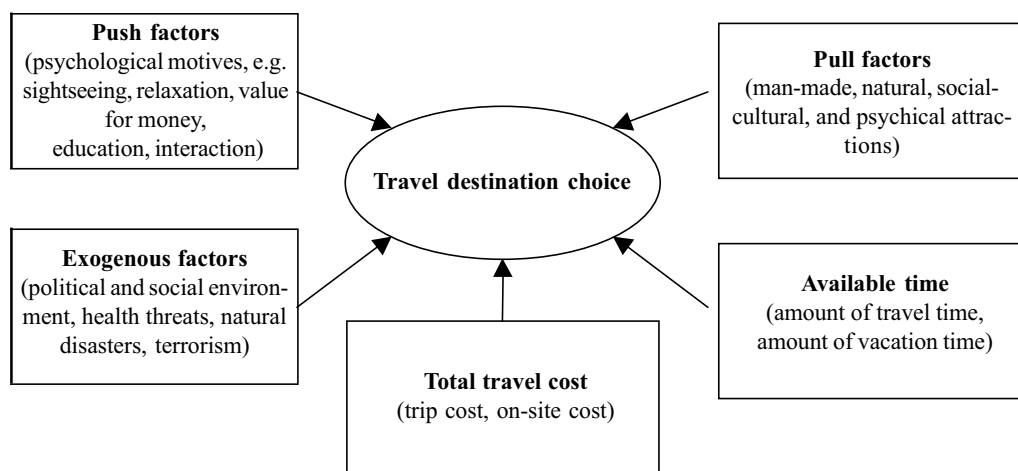 Push factors
(psychological motives, e.g.
sightseeing, relaxation, value
for money,
education, interaction)
Pull factors
(man-made, natural, social-
cultural, and psychical attrac-
tions)
Travel destination choice
Exogenous factors
(political and social environ-
ment, health threats, natural
disasters, terrorism)
Available time
(amount of travel time,
amount of vacation time)
Total travel cost
(trip cost, on-site cost)